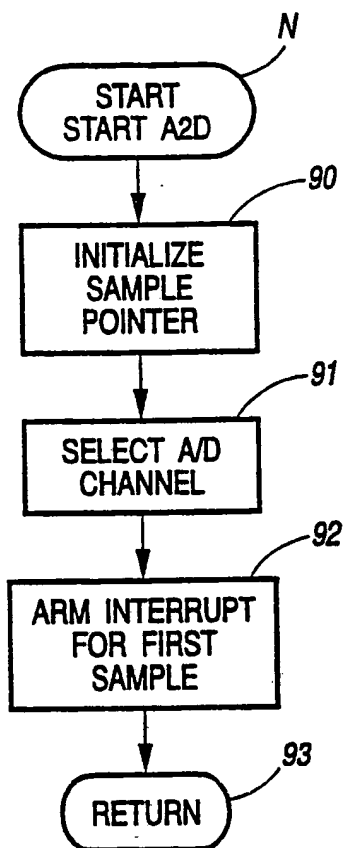 N
START
START A2D
90
INITIALIZE
SAMPLE
POINTER
91
SELECT A/D
CHANNEL
92
ARM INTERRUPT
FOR FIRST
SAMPLE
93
RETURN